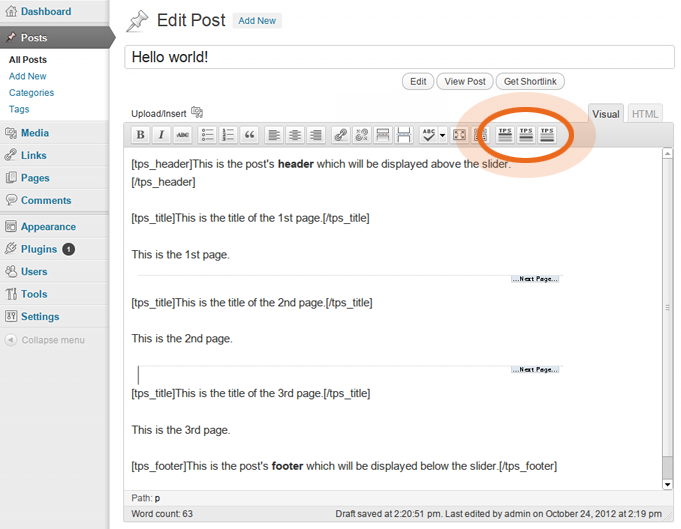 Dashboard
Posts
All Posts
Add New
Categories
Tags
Media
Links
Pages
Comments
Appearance
Plugins 1
Users
Tools
Settings
Collapse menu
Edit Post Add New
Hello world!
Edit View Post Get Shortlink
Upload/Insert Visual HTML
B I ABC ABC TPS TPS TPS
[tps_header]This is the post's header which will be displayed above the slider.
[/tps_header]
[tps_title]This is the title of the 1st page.[/tps_title]
This is the 1st page.
...Next Page...
[tps_title]This is the title of the 2nd page.[/tps_title]
This is the 2nd page.
...Next Page...
[tps_title]This is the title of the 3rd page.[/tps_title]
This is the 3rd page.
[tps_footer]This is the post's footer which will be displayed below the slider.[/tps_footer]
Path: p
Word count: 63 Draft saved at 2:20:51 pm. Last edited by admin on October 24, 2012 at 2:19 pm